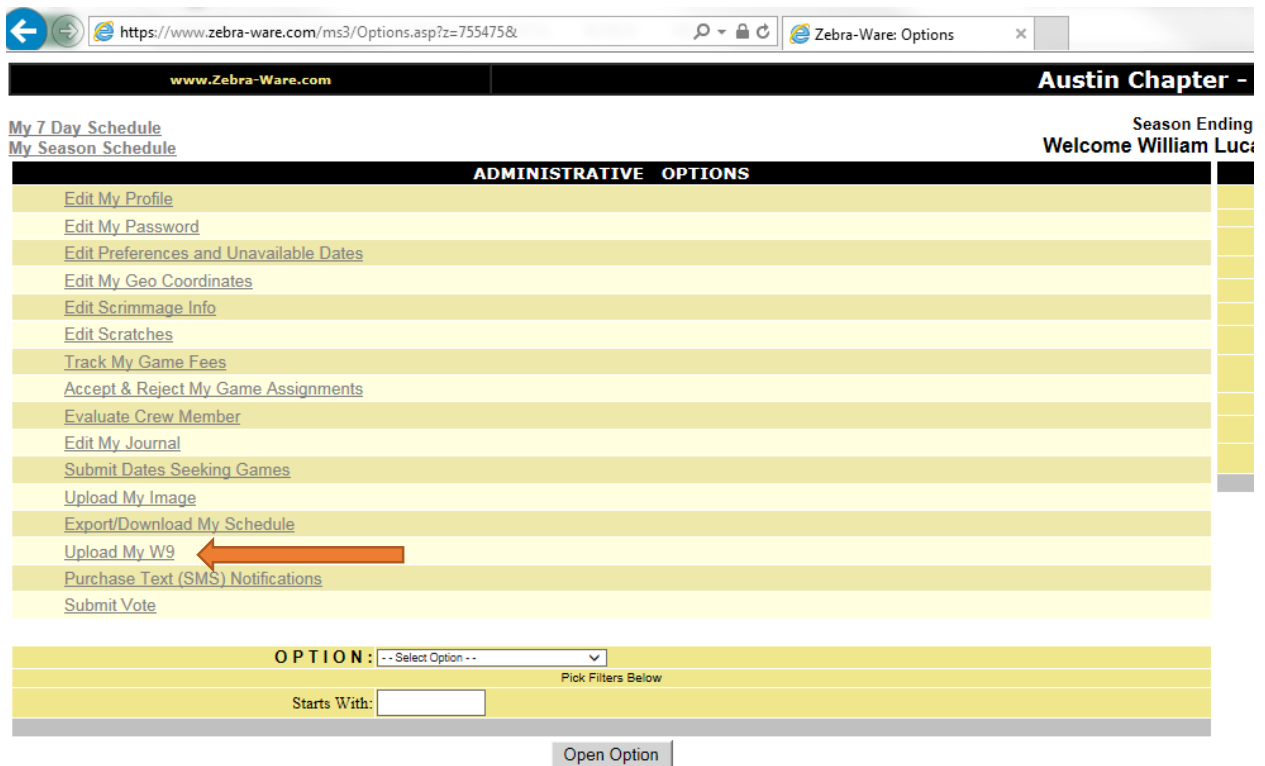 https://www.zebra-ware.com/ms3/Options.asp?z=755475&
Zebra-Ware: Options
www.Zebra-Ware.com
Austin Chapter -
My 7 Day Schedule
Season Ending
My Season Schedule
Welcome William Luca
ADMINISTRATIVE OPTIONS
Edit My Profile
Edit My Password
Edit Preferences and Unavailable Dates
Edit My Geo Coordinates
Edit Scrimmage Info
Edit Scratches
Track My Game Fees
Accept & Reject My Game Assignments
Evaluate Crew Member
Edit My Journal
Submit Dates Seeking Games
Upload My Image
Export/Download My Schedule
Upload My W9
Purchase Text (SMS) Notifications
Submit Vote
OPTION: - - Select Option - -
Pick Filters Below
Starts With:
Open Option